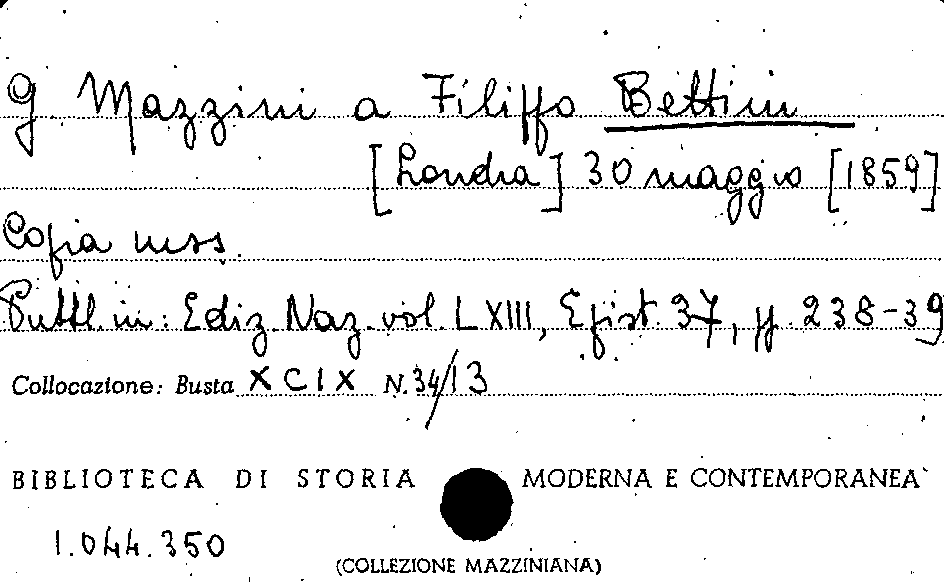 G Mazzini a Filippo Bettini
[Londra] 30 maggio [1859]
Copia mss.
Pubbl. in: Ediz. Naz. vol. LXIII, Epist. 37, pp. 238-39
Collocazione: Busta XCIX N. 34/13
BIBLIOTECA DI STORIA MODERNA E CONTEMPORANEA
1.044.350
(COLLEZIONE MAZZINIANA)